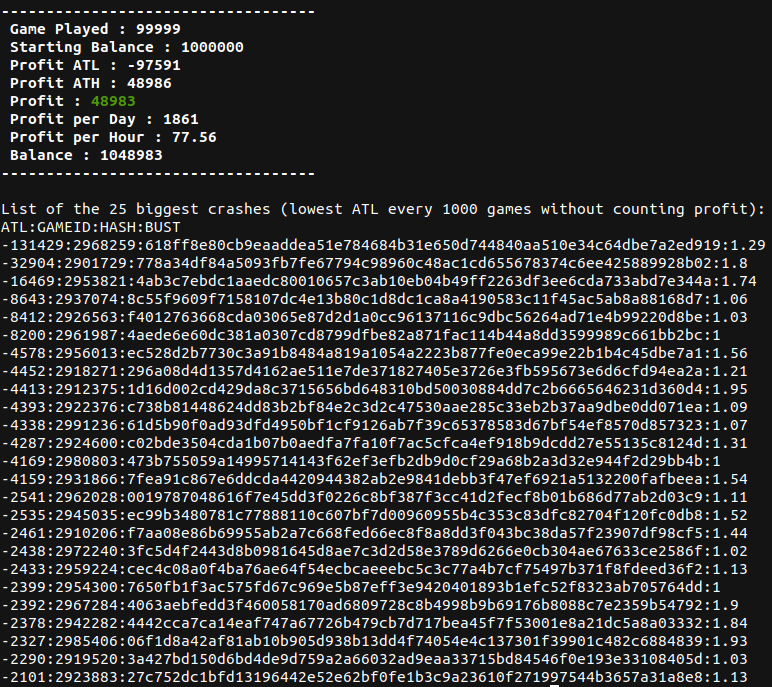 -----------------------------------
Game Played : 99999
Starting Balance : 1000000
Profit ATL : -97591
Profit ATH : 48986
Profit : 48983
Profit per Day : 1861
Profit per Hour : 77.56
Balance : 1048983
-----------------------------------
List of the 25 biggest crashes (lowest ATL every 1000 games without counting profit):
ATL:GAMEID:HASH:BUST
-131429:2968259:618ff8e80cb9eaaddea51e784684b31e650d744840aa510e34c64dbe7a2ed919:1.29
-32904:2901729:778a34df84a5093fb7fe67794c98960c48ac1cd655678374c6ee425889928b02:1.8
-16469:2953821:4ab3c7ebdc1aaedc80010657c3ab10eb04b49ff2263df3ee6cda733abd7e344a:1.74
-8643:2937074:8c55f9609f7158107dc4e13b80c1d8dc1ca8a4190583c11f45ac5ab8a88168d7:1.06
-8412:2926563:f4012763668cda03065e87d2d1a0cc96137116c9dbc56264ad71e4b99220d8be:1.03
-8200:2961987:4aede6e60dc381a0307cd8799dfbe82a871fac114b44a8dd3599989c661bb2bc:1
-4578:2956013:ec528d2b7730c3a91b8484a819a1054a2223b877fe0eca99e22b1b4c45dbe7a1:1.56
-4452:2918271:296a08d4d1357d4162ae511e7de371827405e3726e3fb595673e6d6cfd94ea2a:1.21
-4413:2912375:1d16d002cd429da8c3715656bd648310bd50030884dd7c2b6665646231d360d4:1.95
-4393:2922376:c738b81448624dd83b2bf84e2c3d2c47530aae285c33eb2b37aa9dbe0dd071ea:1.09
-4338:2991236:61d5b90f0ad93dfd4950bf1cf9126ab7f39c65378583d67bf54ef8570d857323:1.07
-4287:2924600:c02bde3504cda1b07b0aedfa7fa10f7ac5cfca4ef918b9dcdd27e55135c8124d:1.31
-4169:2980803:473b755059a14995714143f62ef3efb2db9d0cf29a68b2a3d32e944f2d29bb4b:1
-4159:2931866:7fea91c867e6ddcda4420944382ab2e9841debb3f47ef6921a5132200fafbeea:1.54
-2541:2962028:0019787048616f7e45dd3f0226c8bf387f3cc41d2fecf8b01b686d77ab2d03c9:1.11
-2535:2945035:ec99b3480781c77888110c607bf7d00960955b4c353c83dfc82704f120fc0db8:1.52
-2461:2910206:f7aa08e86b69955ab2a7c668fed66ec8f8a8dd3f043bc38da57f23907df98cf5:1.44
-2438:2972240:3fc5d4f2443d8b0981645d8ae7c3d2d58e3789d6266e0cb304ae67633ce2586f:1.02
-2433:2959224:cec4c08a0f4ba76ae64f54ecbcaeeebc5c3c77a4b7cf75497b371f8fdeed36f2:1.13
-2399:2954300:7650fb1f3ac575fd67c969e5b87eff3e9420401893b1efc52f8323ab705764dd:1
-2392:2967284:4063aebfedd3f460058170ad6809728c8b4998b9b69176b8088c7e2359b54792:1.9
-2378:2942282:4442cca7ca14eaf747a67726b479cb7d717bea45f7f53001e8a21dc5a8a03332:1.84
-2327:2985406:06f1d8a42af81ab10b905d938b13dd4f74054e4c137301f39901c482c6884839:1.93
-2290:2919520:3a427bd150d6bd4de9d759a2a66032ad9eaa33715bd84546f0e193e33108405d:1.03
-2101:2923883:27c752dc1bfd13196442e52e62bf0fe1b3c9a23610f271997544b3657a31a8e8:1.13